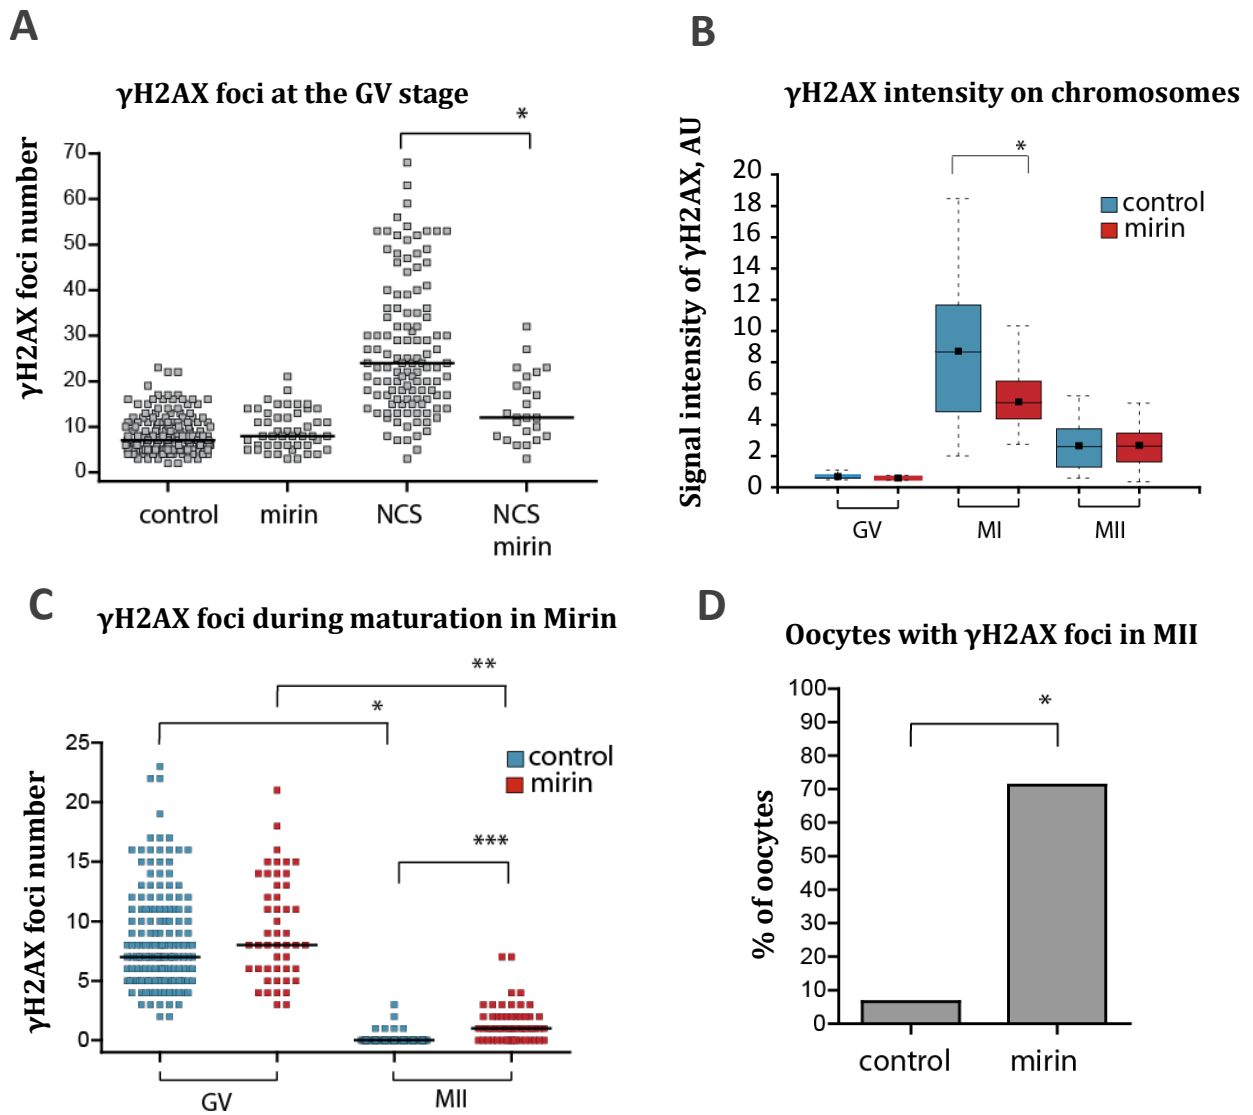 A
γH2AX foci at the GV stage
*
γH2AX foci number
70
60
50
40
30
20
10
0
control
mirin
NCS
NCS
mirin
B
γH2AX intensity on chromosomes
*
Signal intensity of γH2AX, AU
20
18
16
14
12
10
8
6
4
2
0
control
mirin
GV
MI
MII
C
γH2AX foci during maturation in Mirin
**
*
***
γH2AX foci number
25
20
15
10
5
0
control
mirin
GV
MII
D
Oocytes with γH2AX foci in MII
*
% of oocytes
100
90
80
70
60
50
40
30
20
10
0
control
mirin